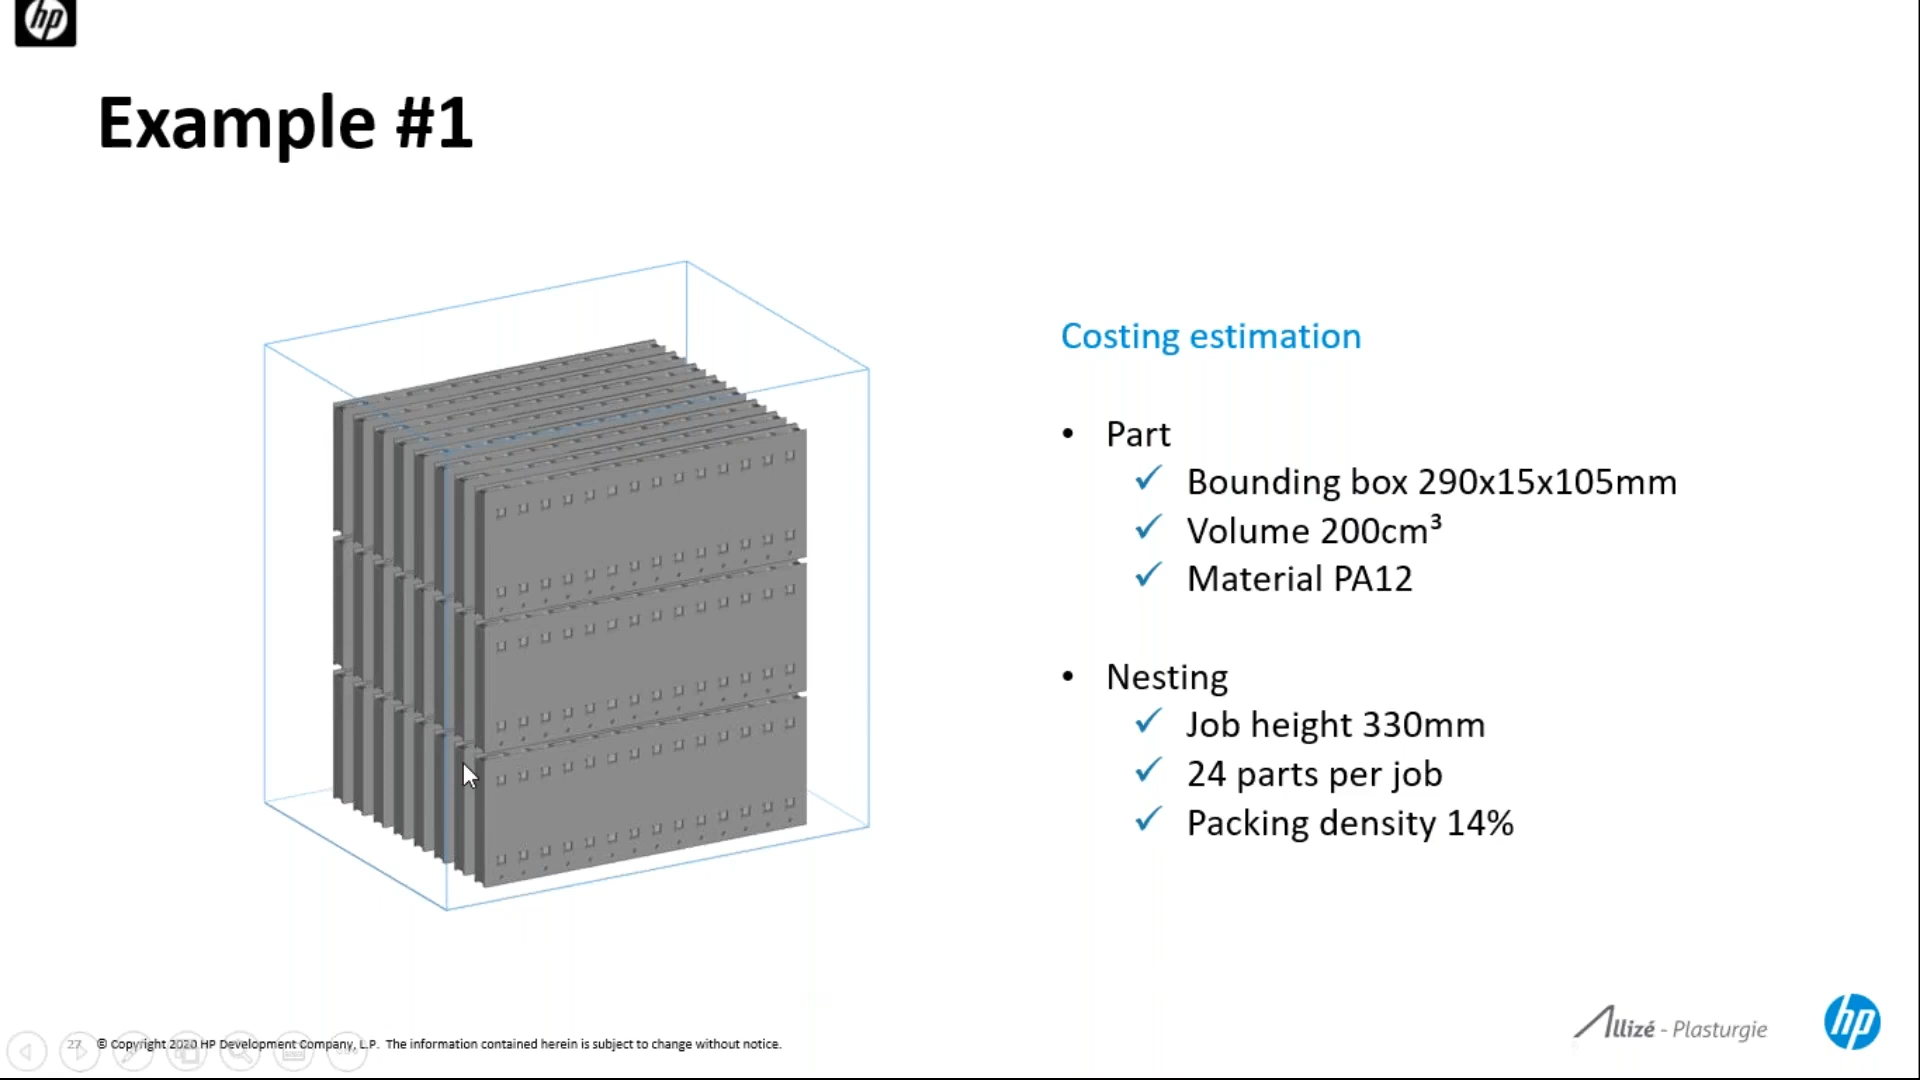 hp
Example #1
Costing estimation
• Part
✓ Bounding box 290x15x105mm
✓ Volume 200cm³
✓ Material PA12
• Nesting
✓ Job height 330mm
✓ 24 parts per job
✓ Packing density 14%
27 © Copyright 2020 HP Development Company, L.P. The information contained herein is subject to change without notice.
Allizé - Plasturgie
hp